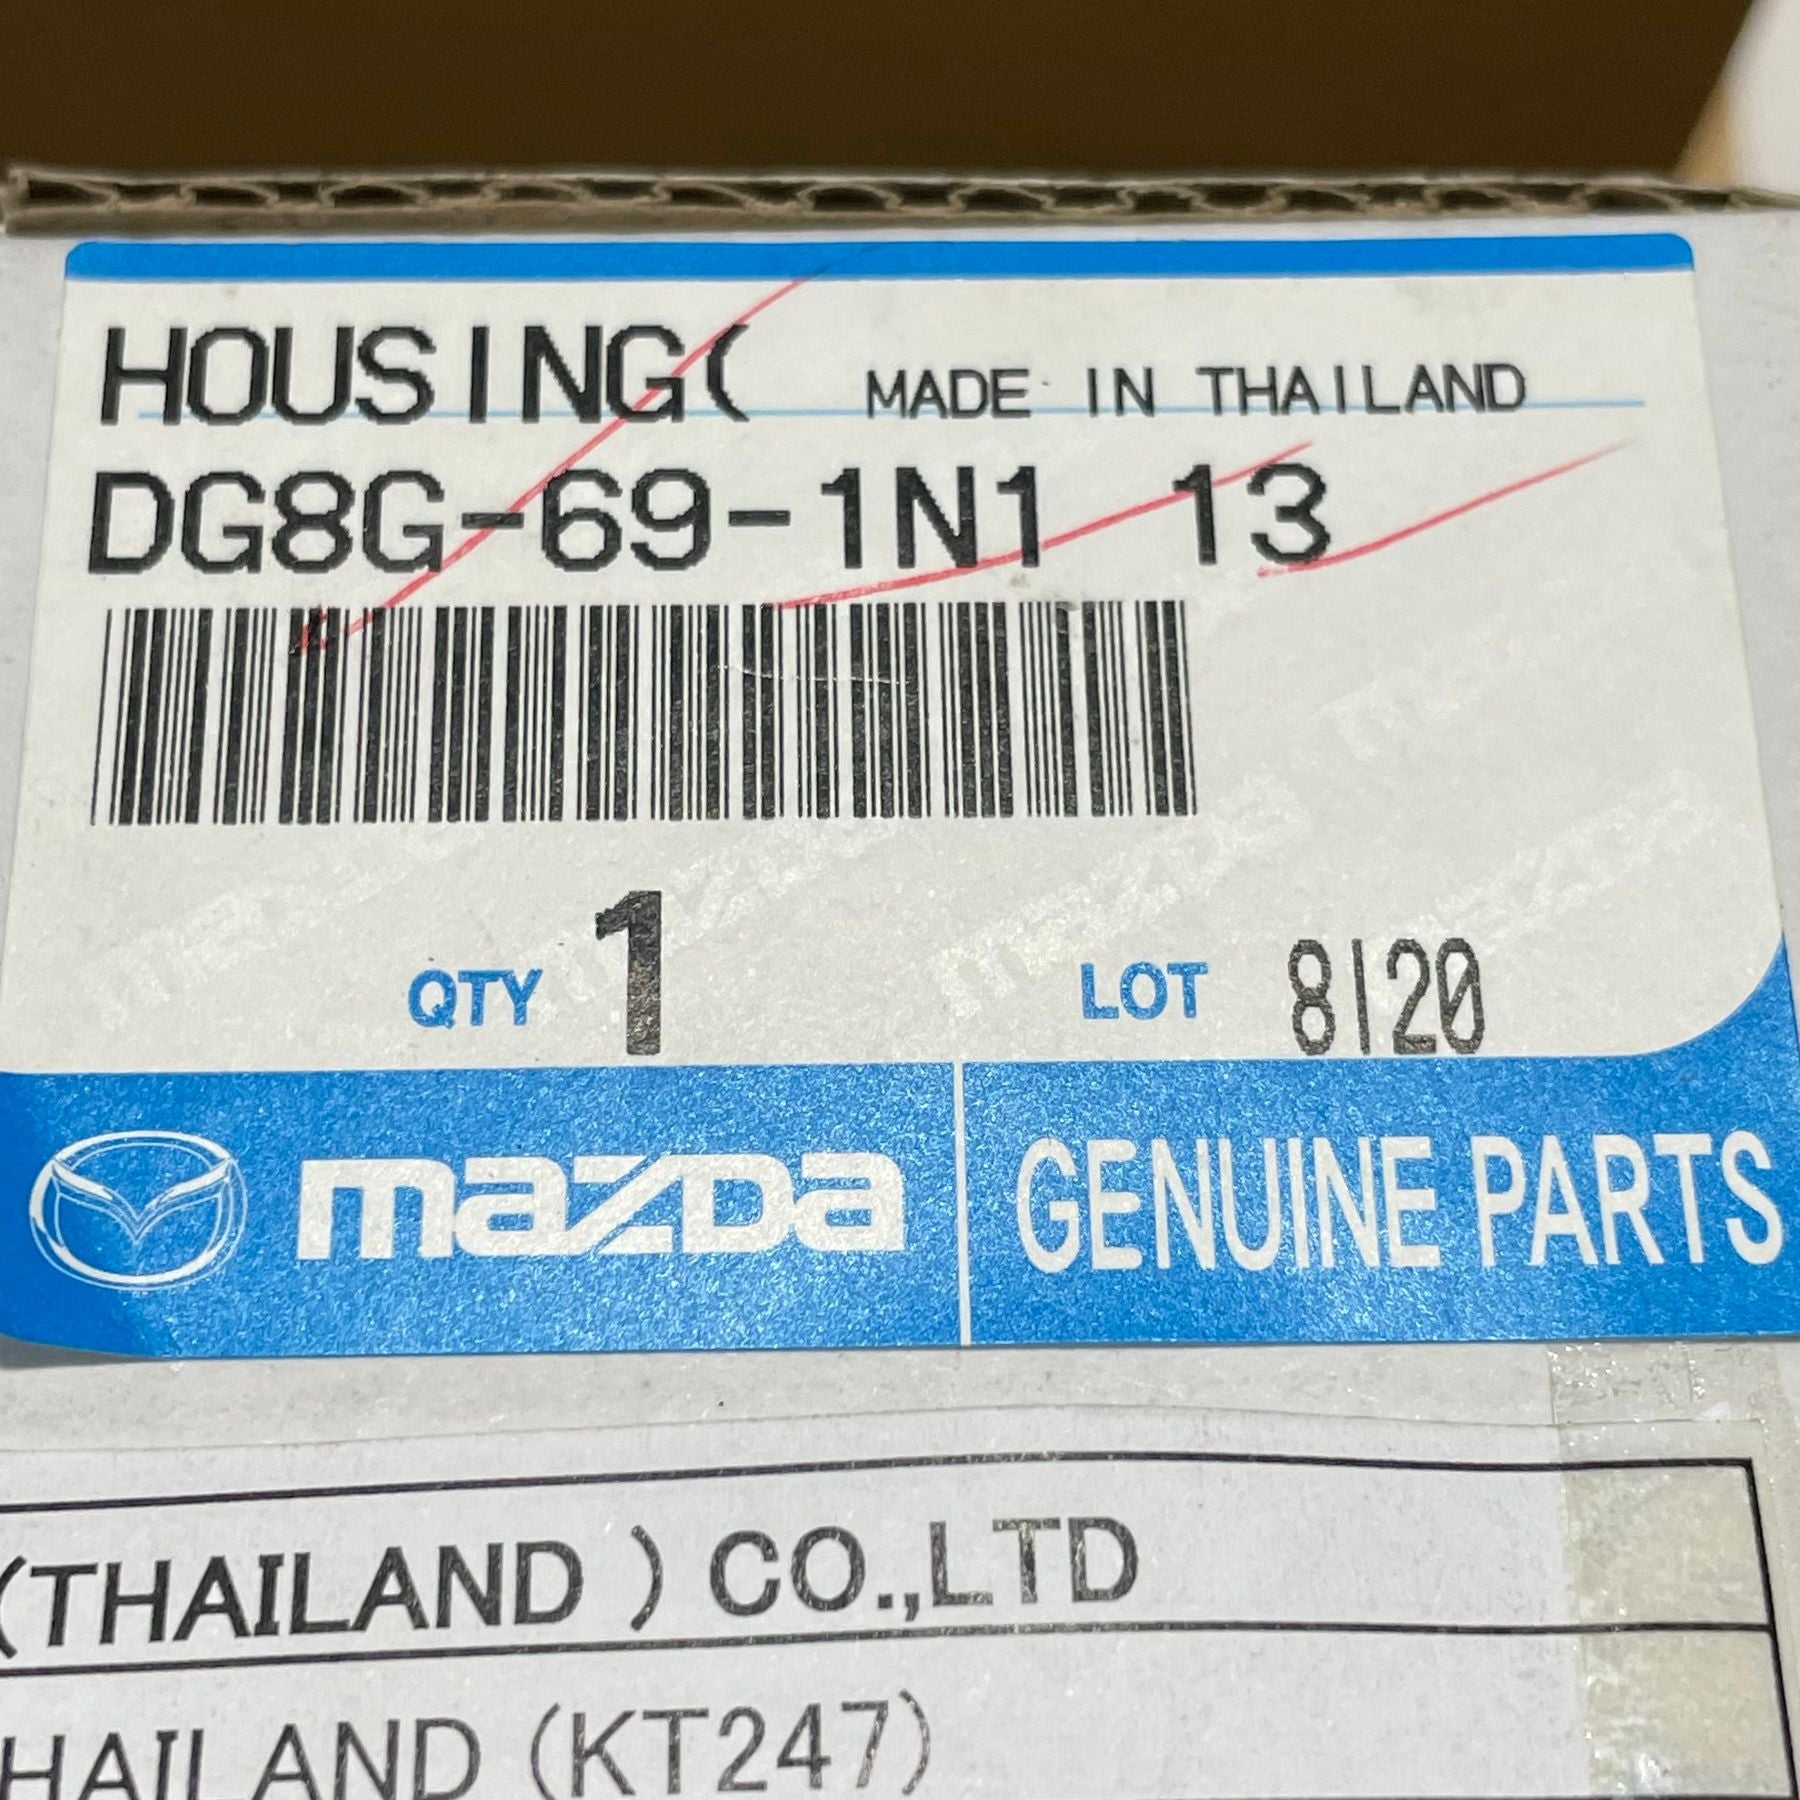 HOUSING( MADE IN THAILAND
DG8G-69-1N1 13
QTY 1 LOT 8120
mazda GENUINE PARTS
(THAILAND ) CO.,LTD
HAILAND (KT247)